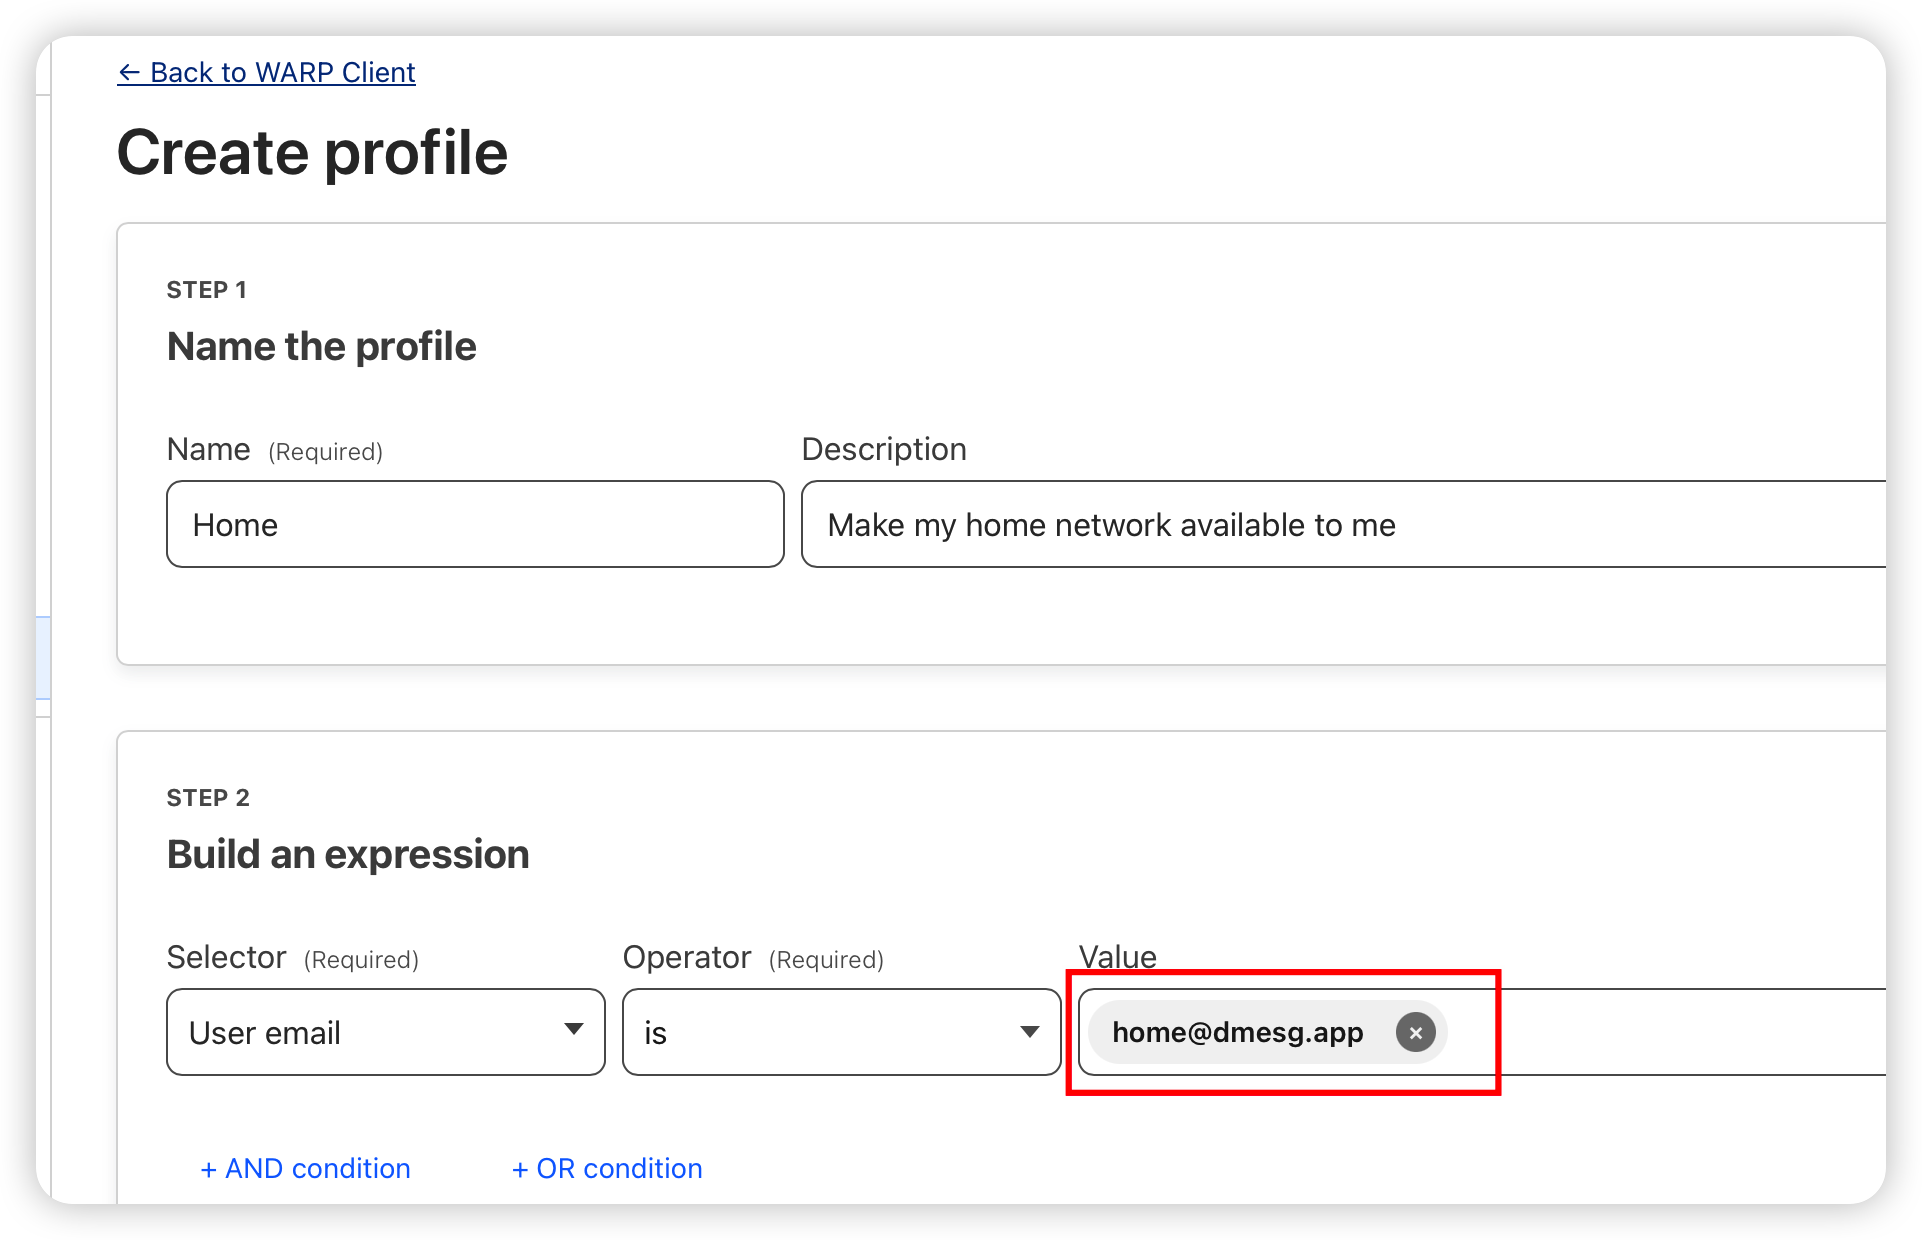 ← Back to WARP Client
Create profile
STEP 1
Name the profile
Name (Required)
Description
Home
Make my home network available to me
STEP 2
Build an expression
Selector (Required)
Operator (Required)
Value
User email
is
home@dmesg.app
+ AND condition
+ OR condition